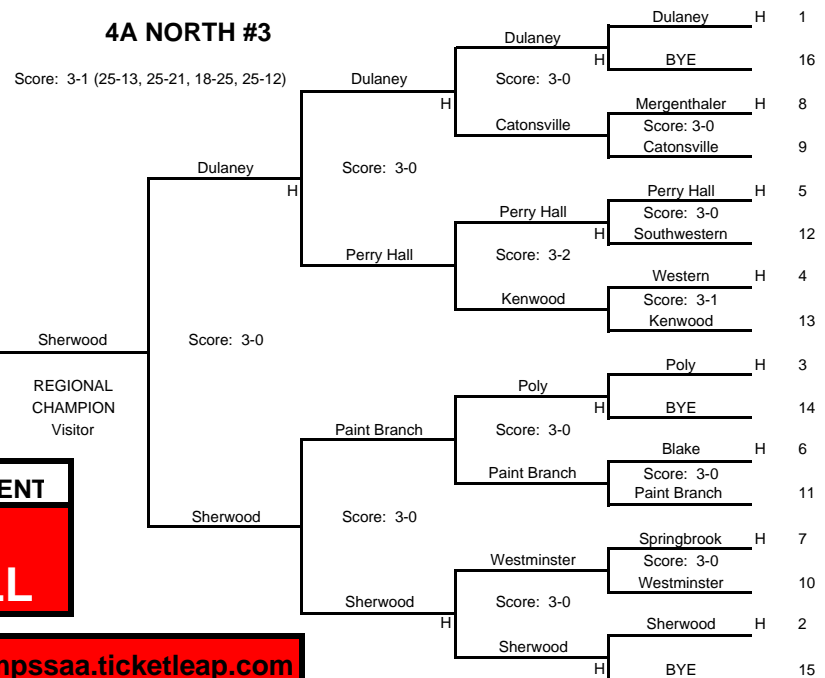 4A NORTH #3
Score: 3-1 (25-13, 25-21, 18-25, 25-12)
Dulaney H 1
Dulaney
H BYE 16
Dulaney Score: 3-0
H Mergenthaler H 8
Catonsville Score: 3-0
Catonsville 9
Dulaney Score: 3-0
H Perry Hall H 5
Perry Hall Score: 3-0
H Southwestern 12
Perry Hall Score: 3-2
Western H 4
Kenwood Score: 3-1
Kenwood 13
Sherwood Score: 3-0
REGIONAL
CHAMPION
Visitor
Poly H 3
Poly
H BYE 14
Paint Branch Score: 3-0
Blake H 6
Paint Branch Score: 3-0
Paint Branch 11
Sherwood Score: 3-0
Springbrook H 7
Westminster Score: 3-0
Westminster 10
Sherwood Score: 3-0
H Sherwood H 2
Sherwood
H BYE 15
mpssaa.ticketleap.com